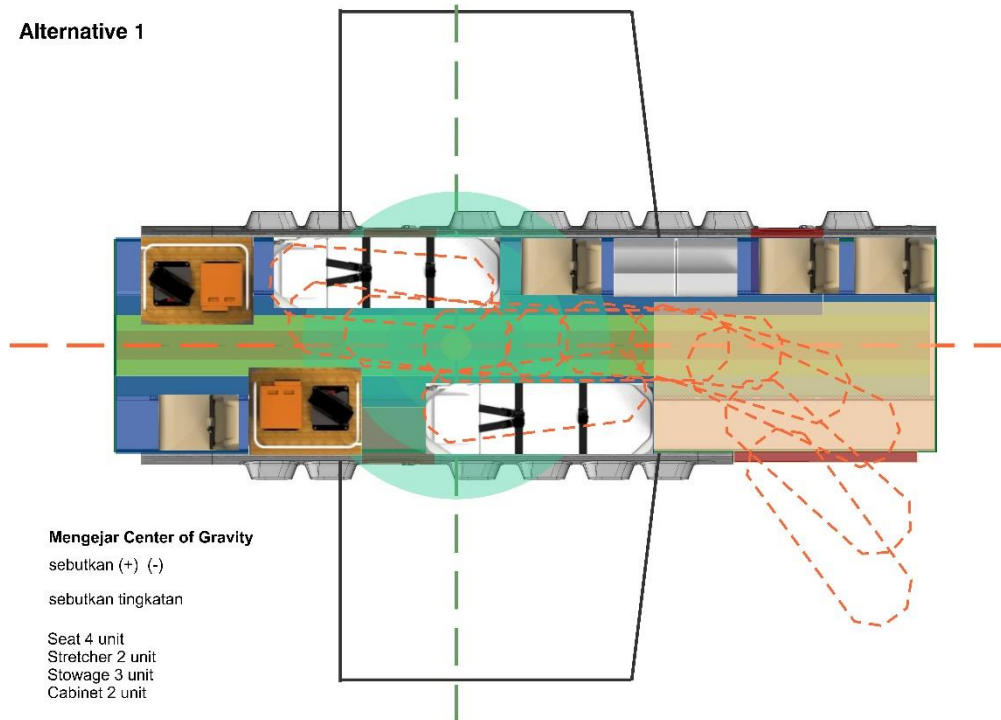 Alternative 1
Mengejar Center of Gravity
sebutkan (+) (-)
sebutkan tingkatan
Seat 4 unit
Stretcher 2 unit
Stowage 3 unit
Cabinet 2 unit